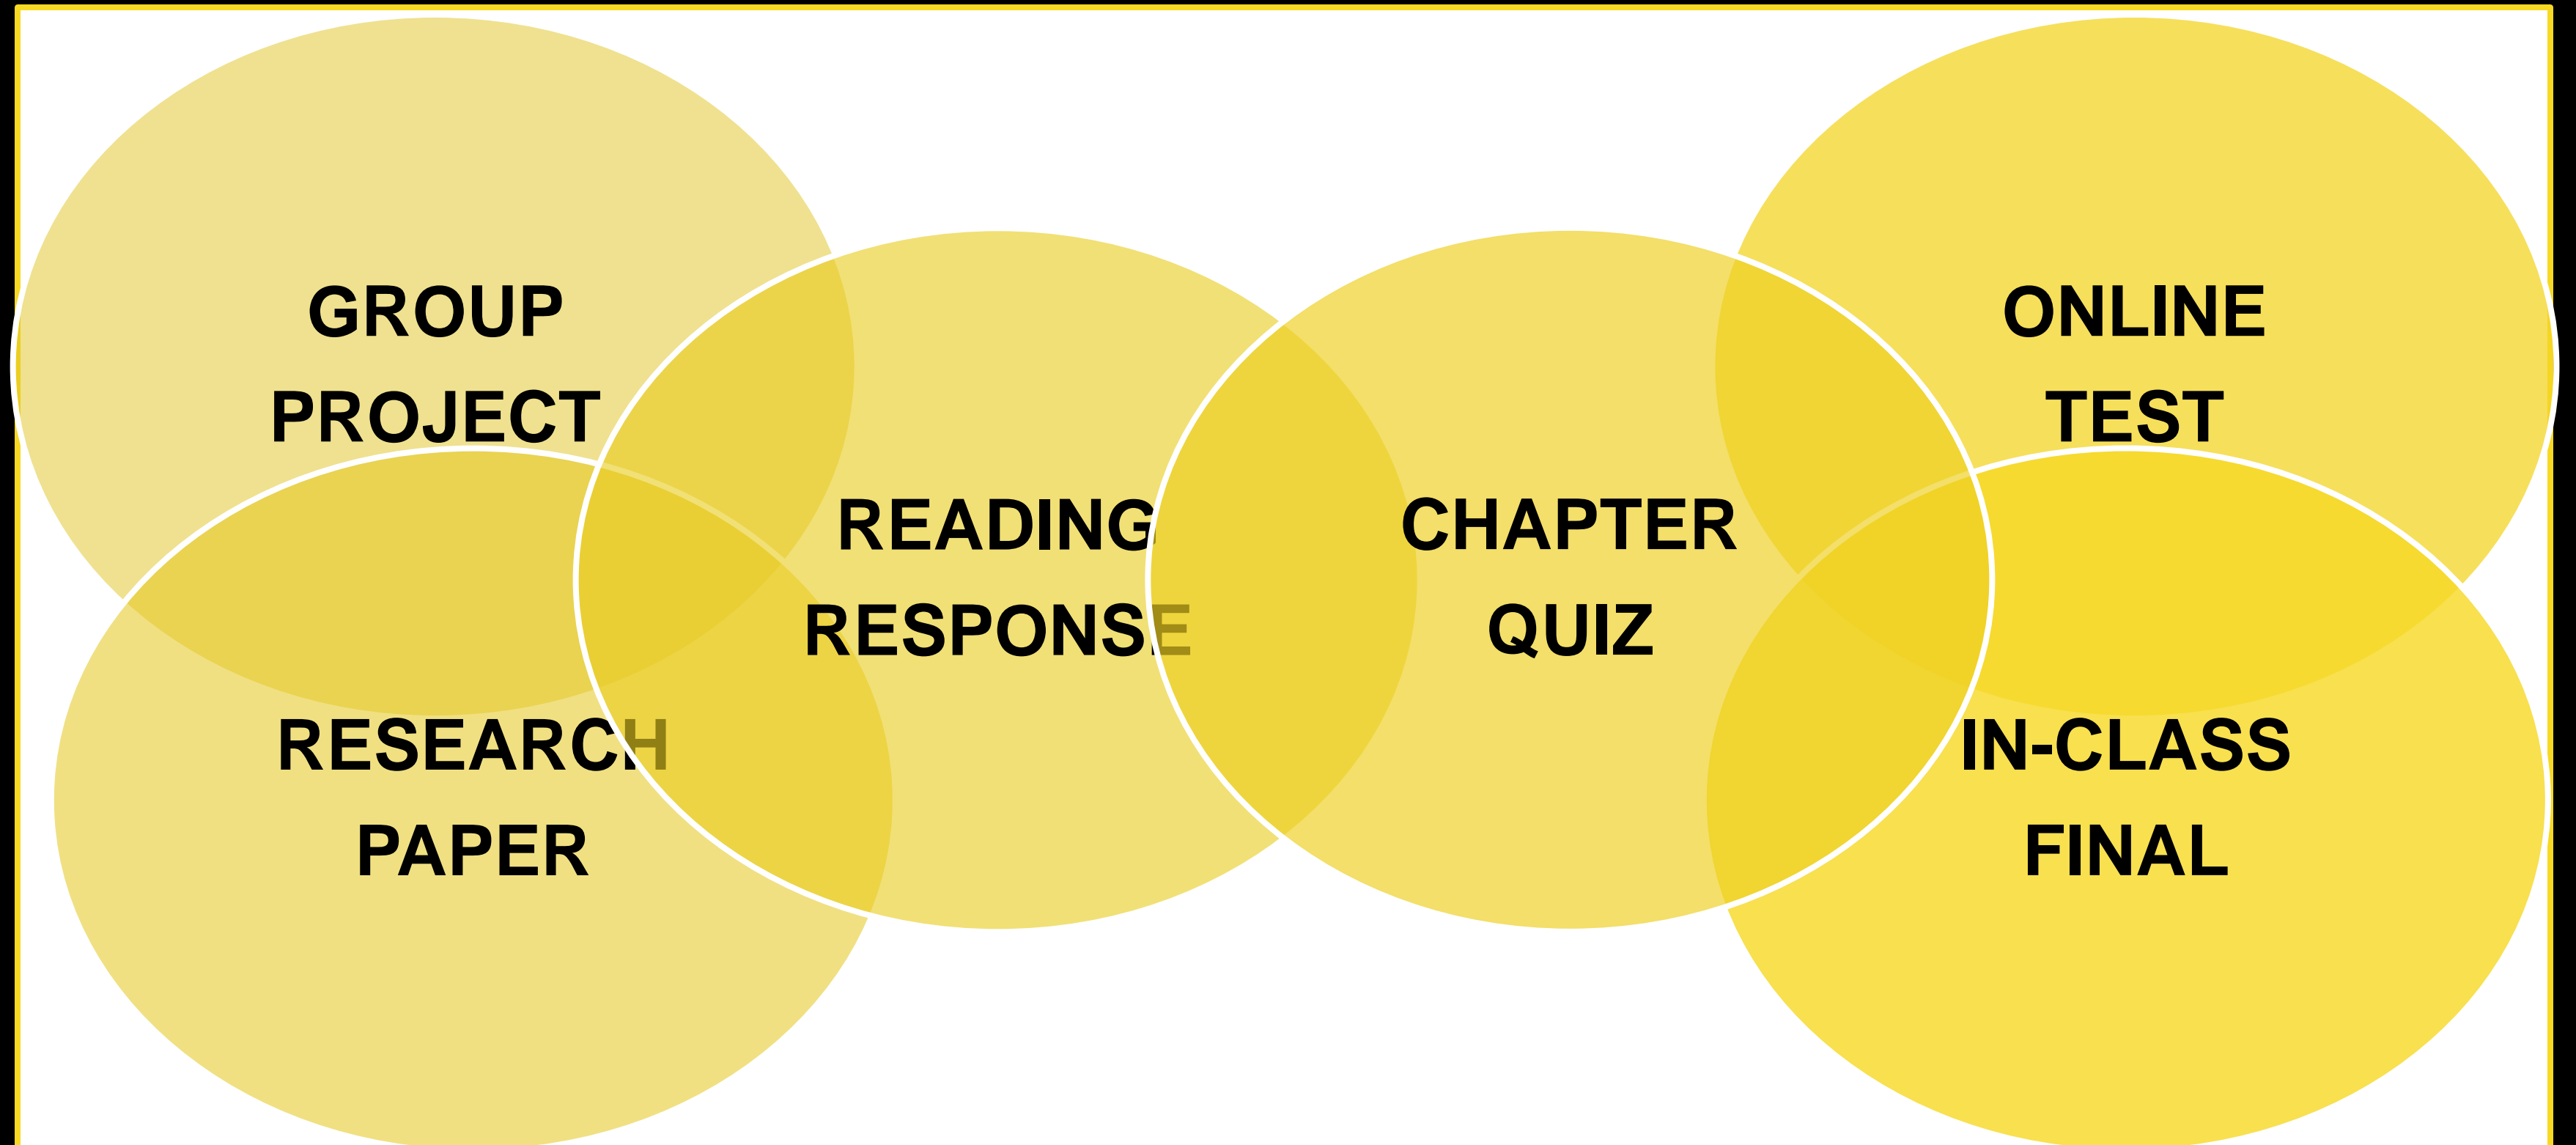 GROUP
PROJECT
RESEARCH
PAPER
READING
RESPONSE
CHAPTER
QUIZ
ONLINE
TEST
IN-CLASS
FINAL